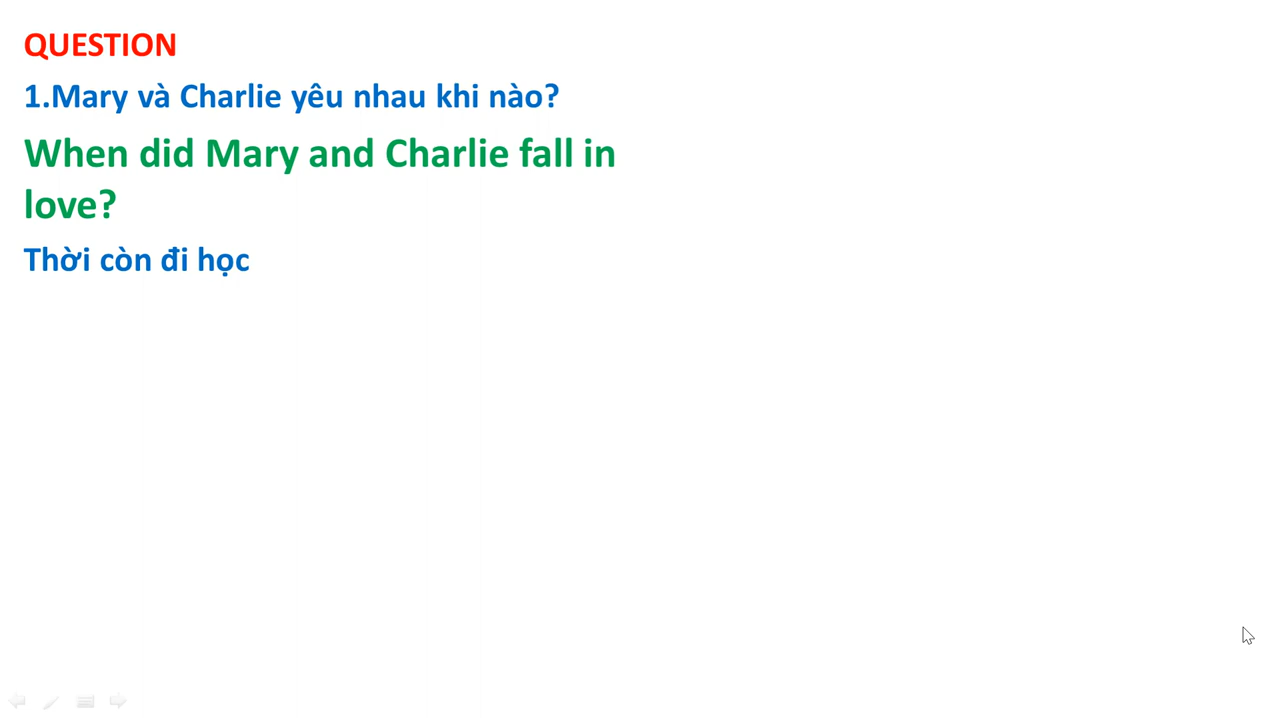 QUESTION
1.Mary và Charlie yêu nhau khi nào?
When did Mary and Charlie fall in
love?
Thời còn đi học